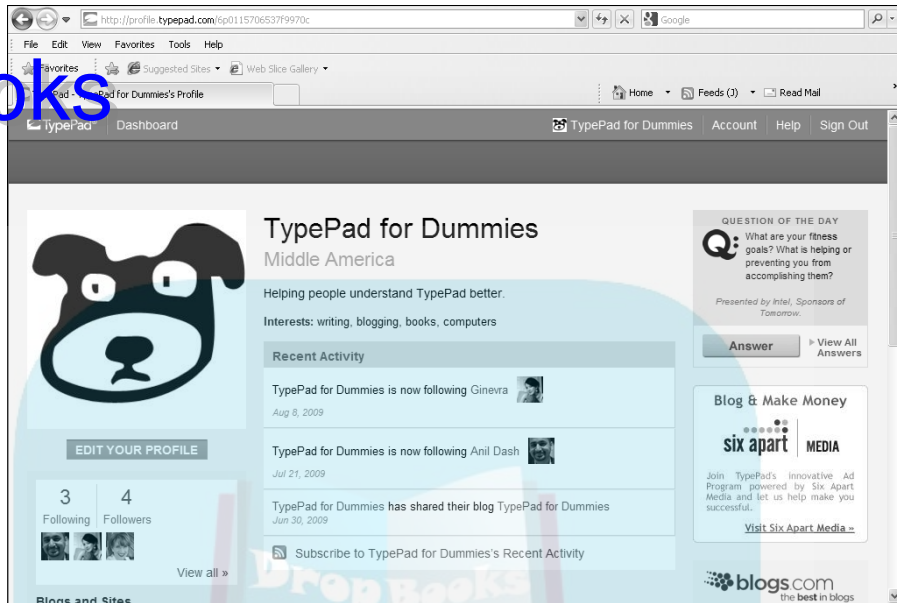 http://profile.typepad.com/6p0115706537f9970c
Google
File Edit View Favorites Tools Help
Favorites Suggested Sites Web Slice Gallery
oks
TypePad for Dummies's Profile
Home Feeds (J) Read Mail
TypePad Dashboard TypePad for Dummies Account Help Sign Out
TypePad for Dummies
Middle America
Helping people understand TypePad better.
Interests: writing, blogging, books, computers
Recent Activity
TypePad for Dummies is now following Ginevra
Aug 8, 2009
TypePad for Dummies is now following Anil Dash
Jul 21, 2009
TypePad for Dummies has shared their blog TypePad for Dummies
Jun 30, 2009
Subscribe to TypePad for Dummies's Recent Activity
EDIT YOUR PROFILE
3 4
Following Followers
View all »
Blogs and Sites
QUESTION OF THE DAY
Q:
What are your fitness
goals? What is helping or
preventing you from
accomplishing them?
Presented by Intel, Sponsors of
Tomorrow.
Answer
View All
Answers
Blog & Make Money
six apart MEDIA
Join TypePad's innovative Ad
Program powered by Six Apart
Media and let us help make you
successful.
Visit Six Apart Media »
blogs.com
the best in blogs
DropBooks